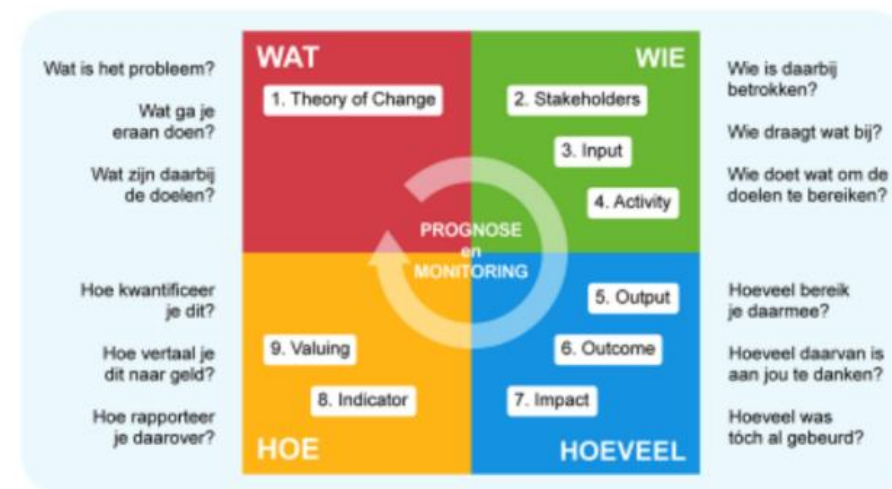 WAT
Wat is het probleem?
Wat ga je
eraan doen?
Wat zijn daarbij
de doelen?
1. Theory of Change
WIE
2. Stakeholders
3. Input
4. Activity
Wie is daarbij
betrokken?
Wie draagt wat bij?
Wie doet wat om de
doelen te bereiken?
PROGNOSE
en
MONITORING
Hoe kwantificeer
je dit?
Hoe vertaal je
dit naar geld?
Hoe rapporteer
je daarover?
9. Valuing
8. Indicator
HOE
5. Output
6. Outcome
7. Impact
HOEVEEL
Hoeveel bereik
je daarmee?
Hoeveel daarvan is
aan jou te danken?
Hoeveel was
tóch al gebeurd?